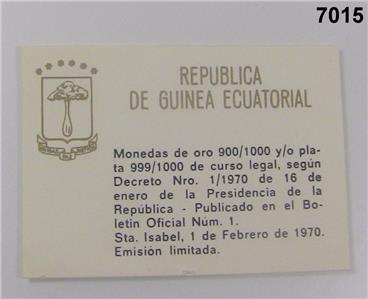 7015
REPUBLICA
DE GUINEA ECUATORIAL
Monedas de oro 900/1000 y/o pla-
ta 999/1000 de curso legal, según
Decreto Nro. 1/1970 de 16 de
enero de la Presidencia de la
República - Publicado en el Bo-
letin Oficial Núm. 1.
Sta. Isabel, 1 de Febrero de 1970.
Emisión limitada.